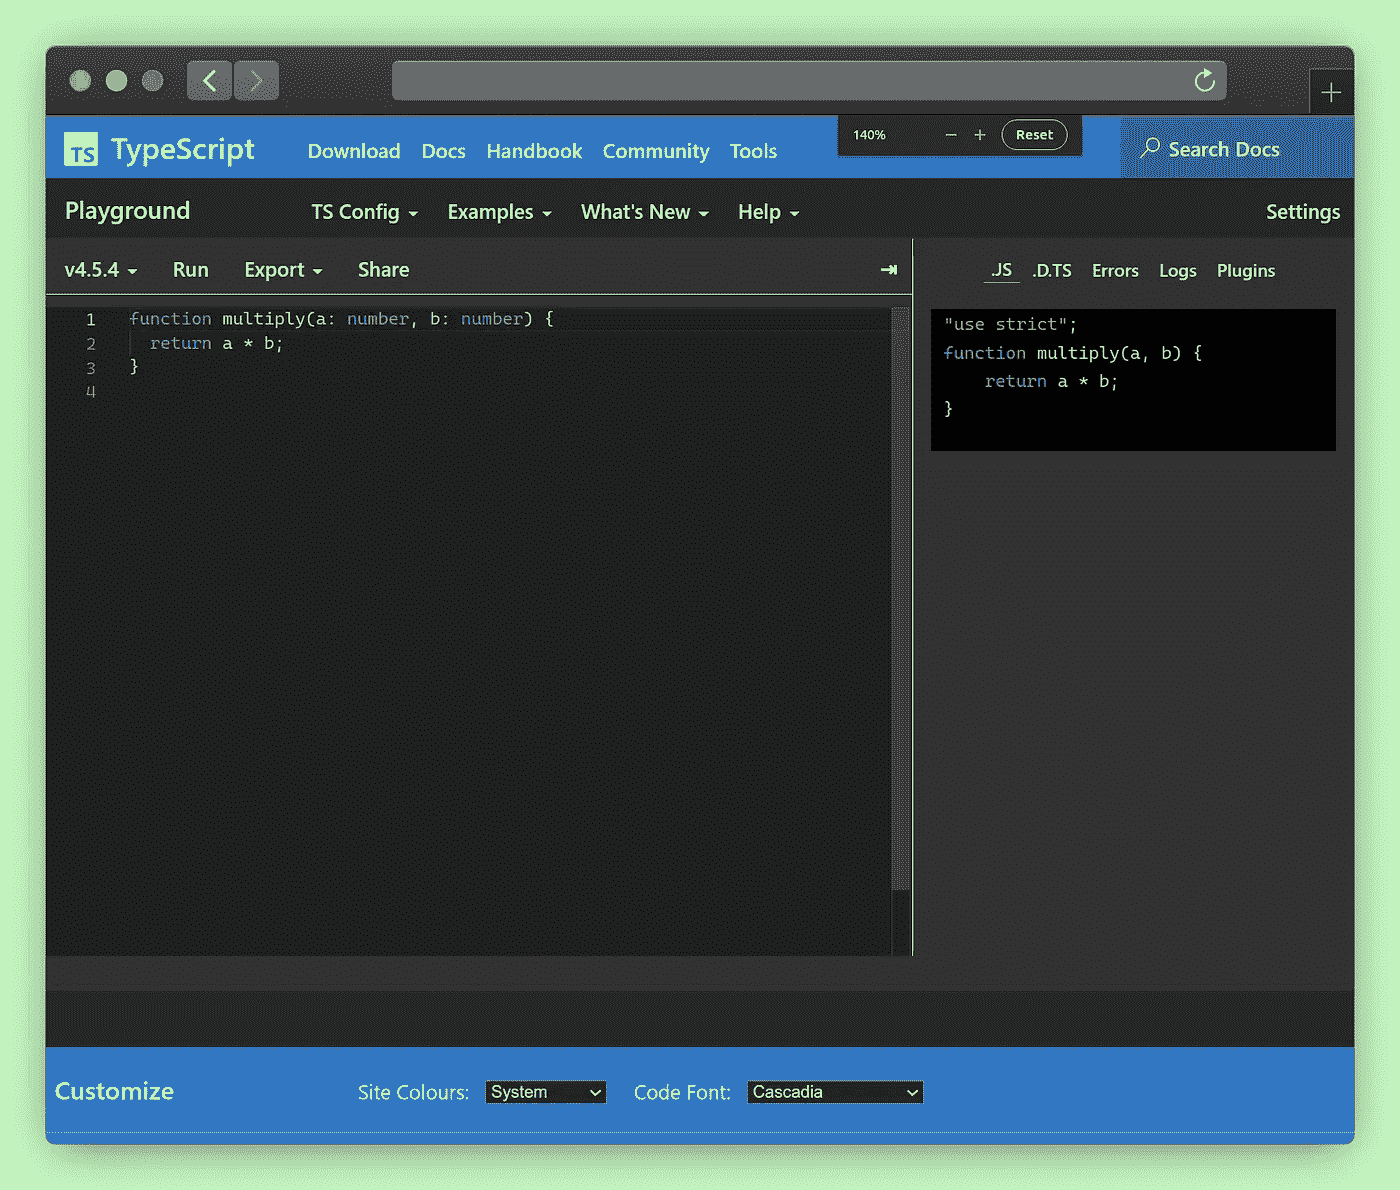 140% − + Reset
TS TypeScript Download Docs Handbook Community Tools Search Docs
Playground TS Config What's New Examples Help Settings
v4.5.4 Run Export Share
.JS .D.TS Errors Logs Plugins
1 function multiply(a: number, b: number) {
2 return a * b;
3 }
4
"use strict";
function multiply(a, b) {
return a * b;
}
Customize Site Colours: System Code Font: Cascadia